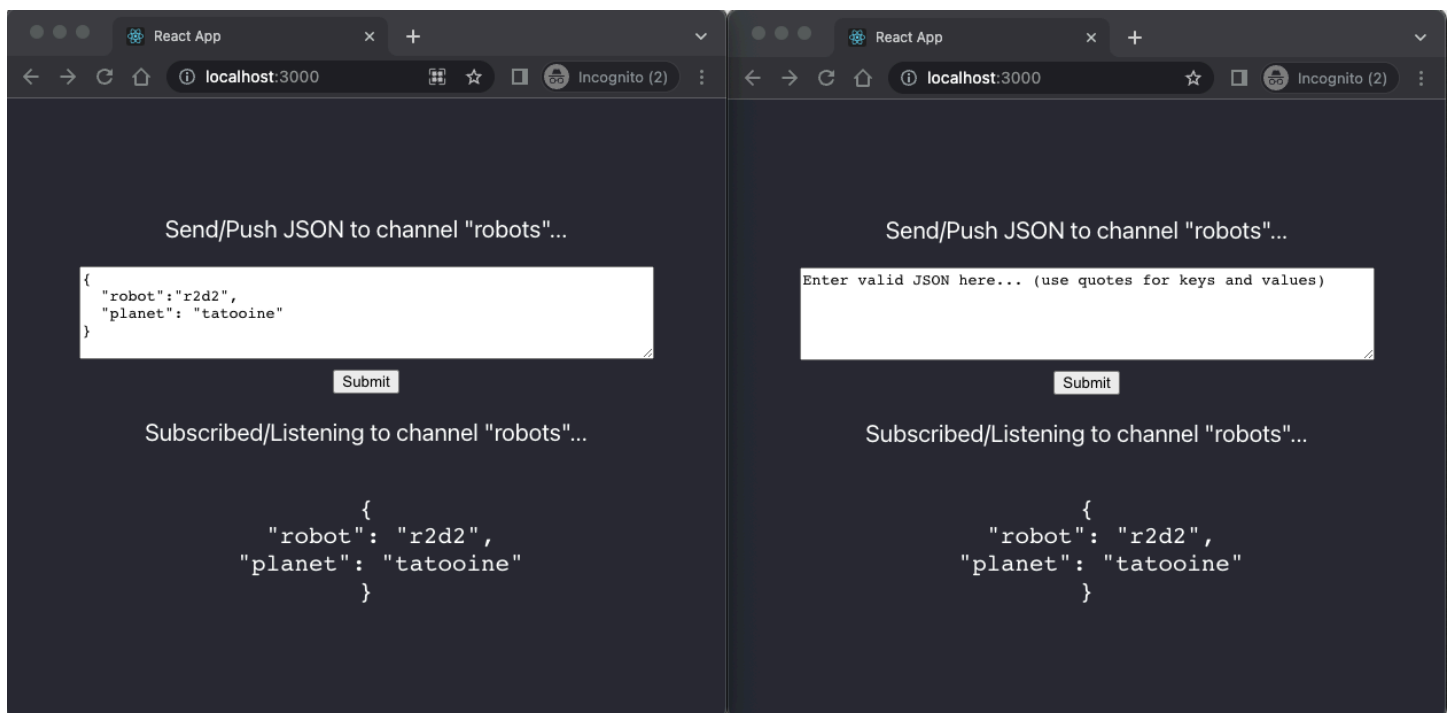 React App
localhost:3000
Incognito (2)
Send/Push JSON to channel "robots"...
{
  "robot":"r2d2",
  "planet": "tatooine"
}
Submit
Subscribed/Listening to channel "robots"...
{
"robot": "r2d2",
"planet": "tatooine"
}
React App
localhost:3000
Incognito (2)
Send/Push JSON to channel "robots"...
Enter valid JSON here... (use quotes for keys and values)
Submit
Subscribed/Listening to channel "robots"...
{
"robot": "r2d2",
"planet": "tatooine"
}